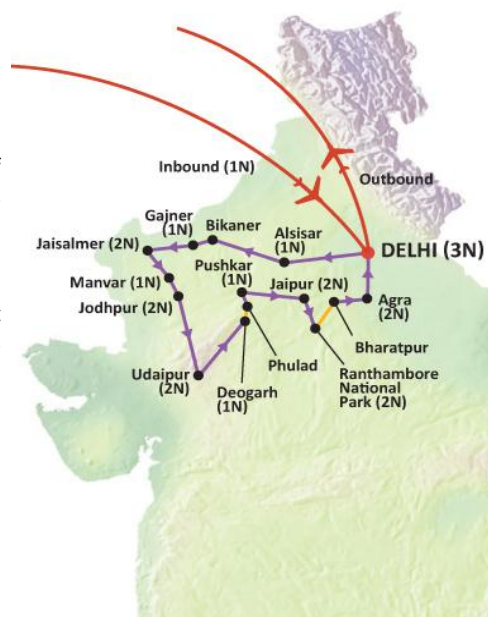 Inbound (1N)
Outbound
Gajner
(1N)
Bikaner
Alsisar
(1N)
DELHI (3N)
Jaisalmer (2N)
Pushkar
(1N)
Manvar (1N)
Jaipur (2N)
Agra
(2N)
Jodhpur (2N)
Bharatpur
Phulad
Ranthambore
National
Park (2N)
Udaipur
(2N)
Deogarh
(1N)